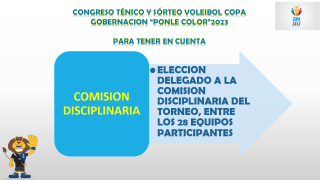 CONGRESO TÉNICO Y SÓRTEO VOLEIBOL COPA
GOBERNACION "PONLE COLOR"2023
PARA TENER EN CUENTA
COPA
COMISION
DISCIPLINARIA
•ELECCION
DELEGADO A LA
COMISION
DISCIPLINARIA DEL
TORNEO, ENTRE
LOS 28 EQUIPOS
PARTICIPANTES